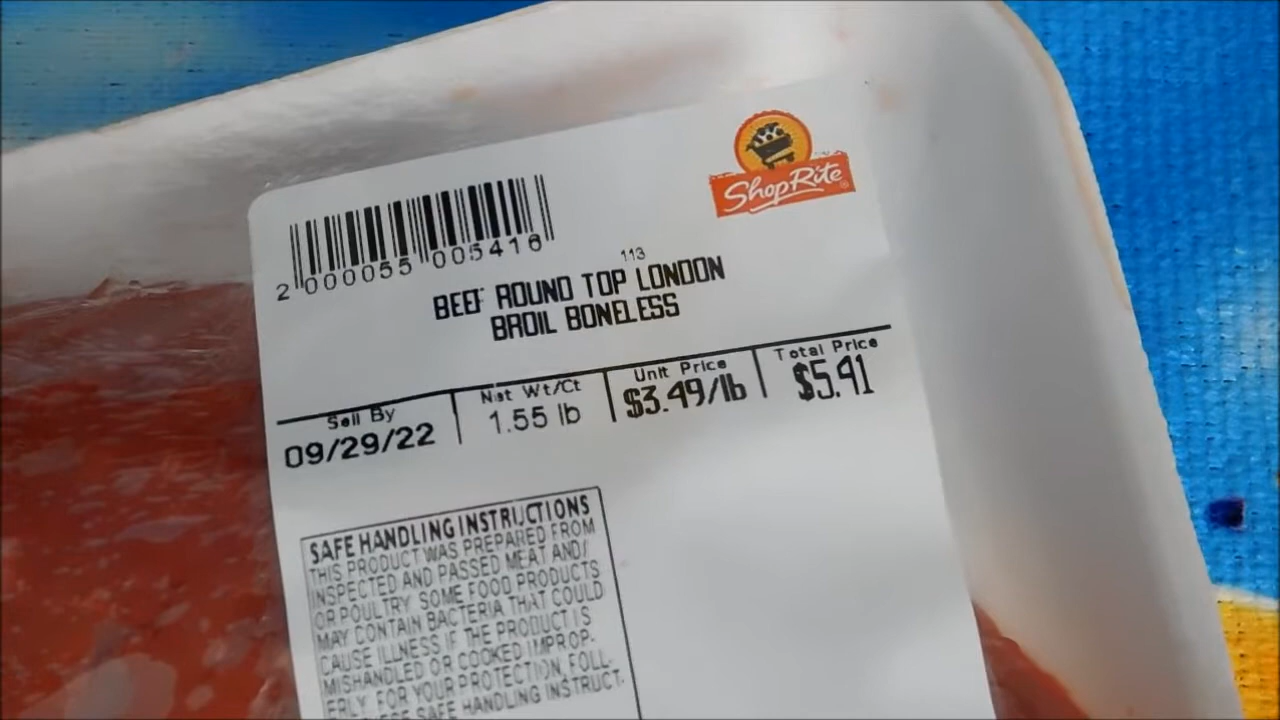 ShopRite
2 000055 005416
113
BEEF ROUND TOP LONDON
BROIL BONELESS
Sell By
09/29/22
Net Wt/Ct
1.55 lb
Unit Price
$3.49/lb
Total Price
$5.41
SAFE HANDLING INSTRUCTIONS
THIS PRODUCT WAS PREPARED FROM
INSPECTED AND PASSED MEAT AND/
OR POULTRY. SOME FOOD PRODUCTS
MAY CONTAIN BACTERIA THAT COULD
CAUSE ILLNESS IF THE PRODUCT IS
MISHANDLED OR COOKED IMPROP-
ERLY. FOR YOUR PROTECTION, FOLL-
SAFE HANDLING INSTRUCT-